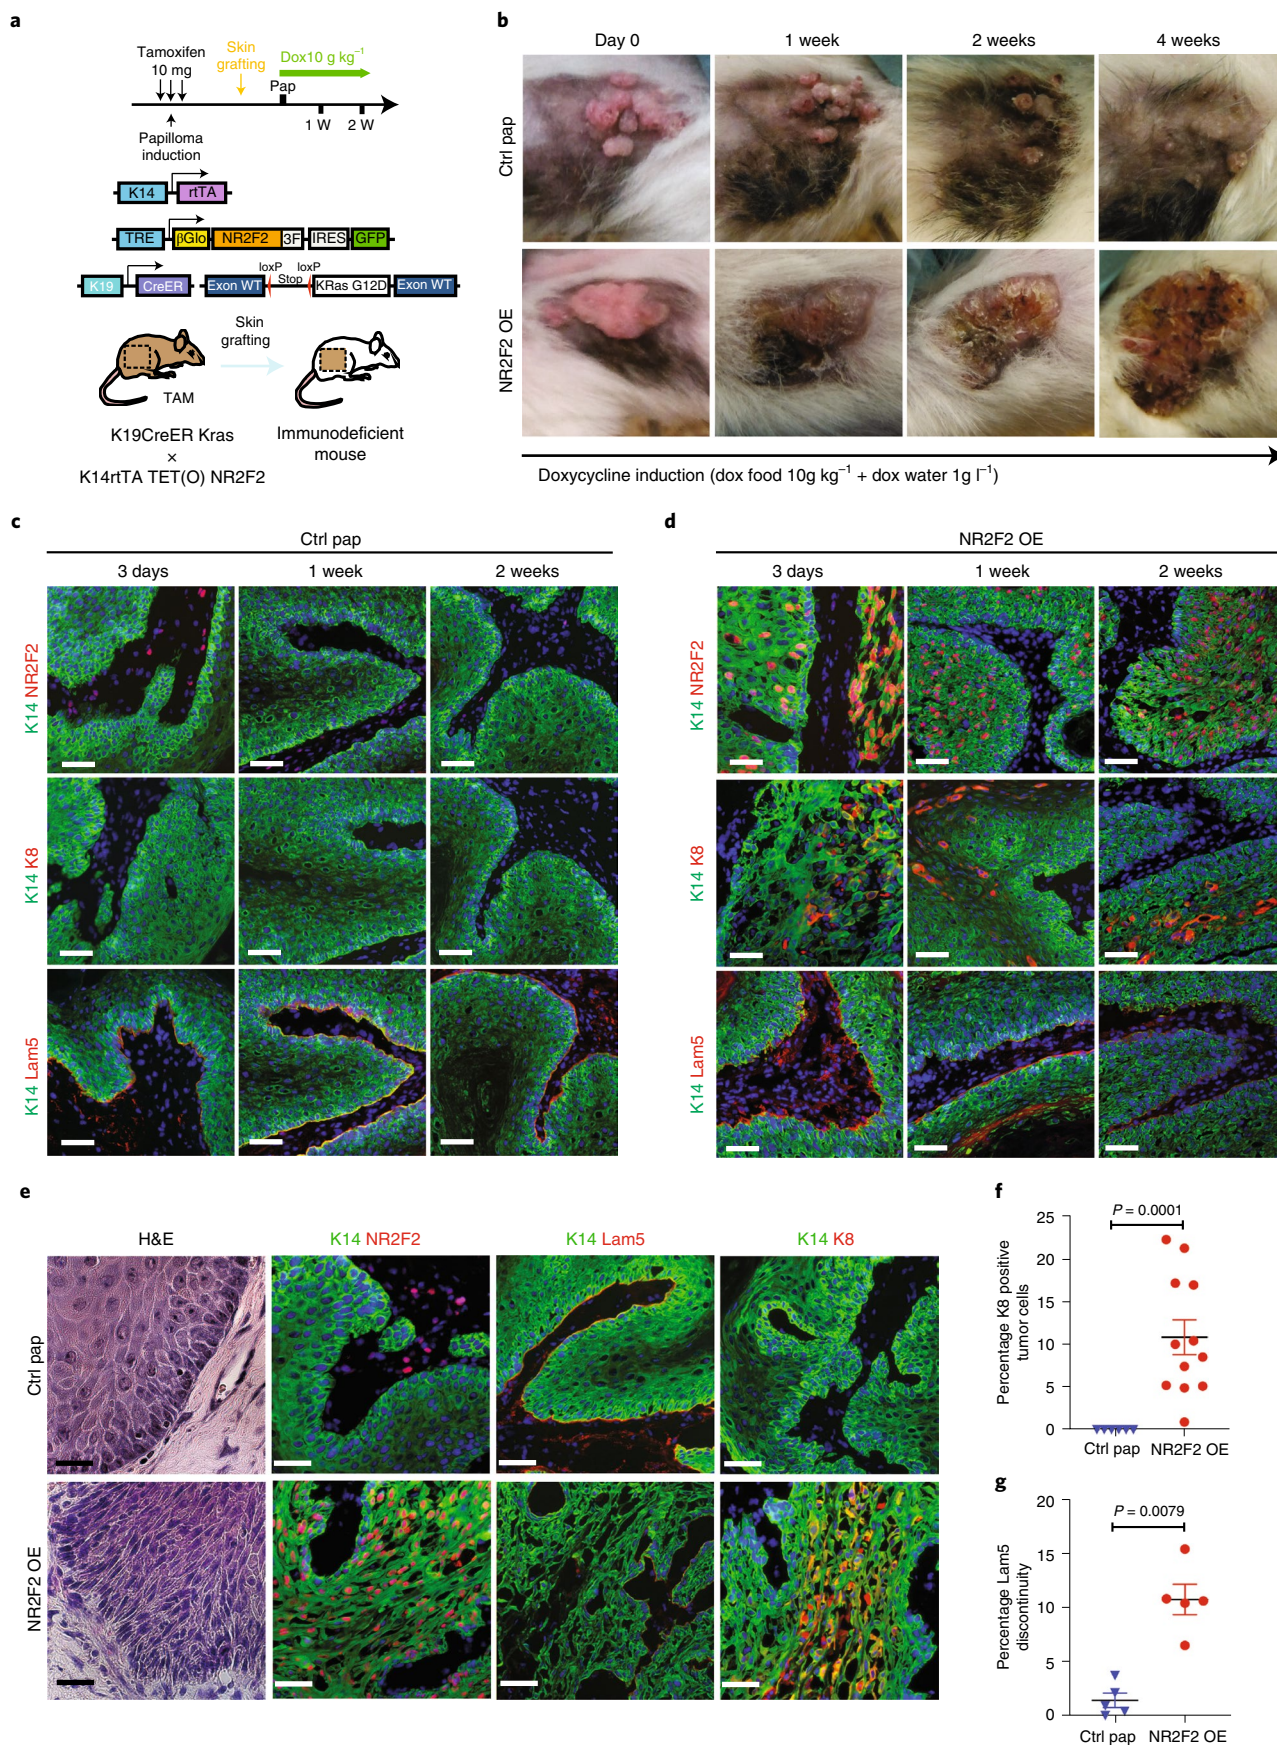 a
Tamoxifen
10 mg
Skin
grafting
Dox10 g kg⁻¹
Pap
1 W
2 W
Papilloma
induction
K14
rtTA
TRE
βGlo
NR2F2
3F
IRES
GFP
loxP
loxP
K19
CreER
Exon WT
Stop
KRas G12D
Exon WT
Skin
grafting
TAM
K19CreER Kras
×
K14rtTA TET(O) NR2F2
Immunodeficient
mouse
b
Day 0
1 week
2 weeks
4 weeks
Ctrl pap
NR2F2 OE
Doxycycline induction (dox food 10g kg⁻¹ + dox water 1g l⁻¹)
c
Ctrl pap
3 days
1 week
2 weeks
K14 NR2F2
K14 K8
K14 Lam5
d
NR2F2 OE
3 days
1 week
2 weeks
K14 NR2F2
K14 K8
K14 Lam5
e
H&E
K14 NR2F2
K14 Lam5
K14 K8
Ctrl pap
NR2F2 OE
f
P = 0.0001
25
20
15
10
5
0
Percentage K8 positive
tumor cells
Ctrl pap
NR2F2 OE
g
P = 0.0079
20
15
10
5
0
Percentage Lam5
discontinuity
Ctrl pap
NR2F2 OE